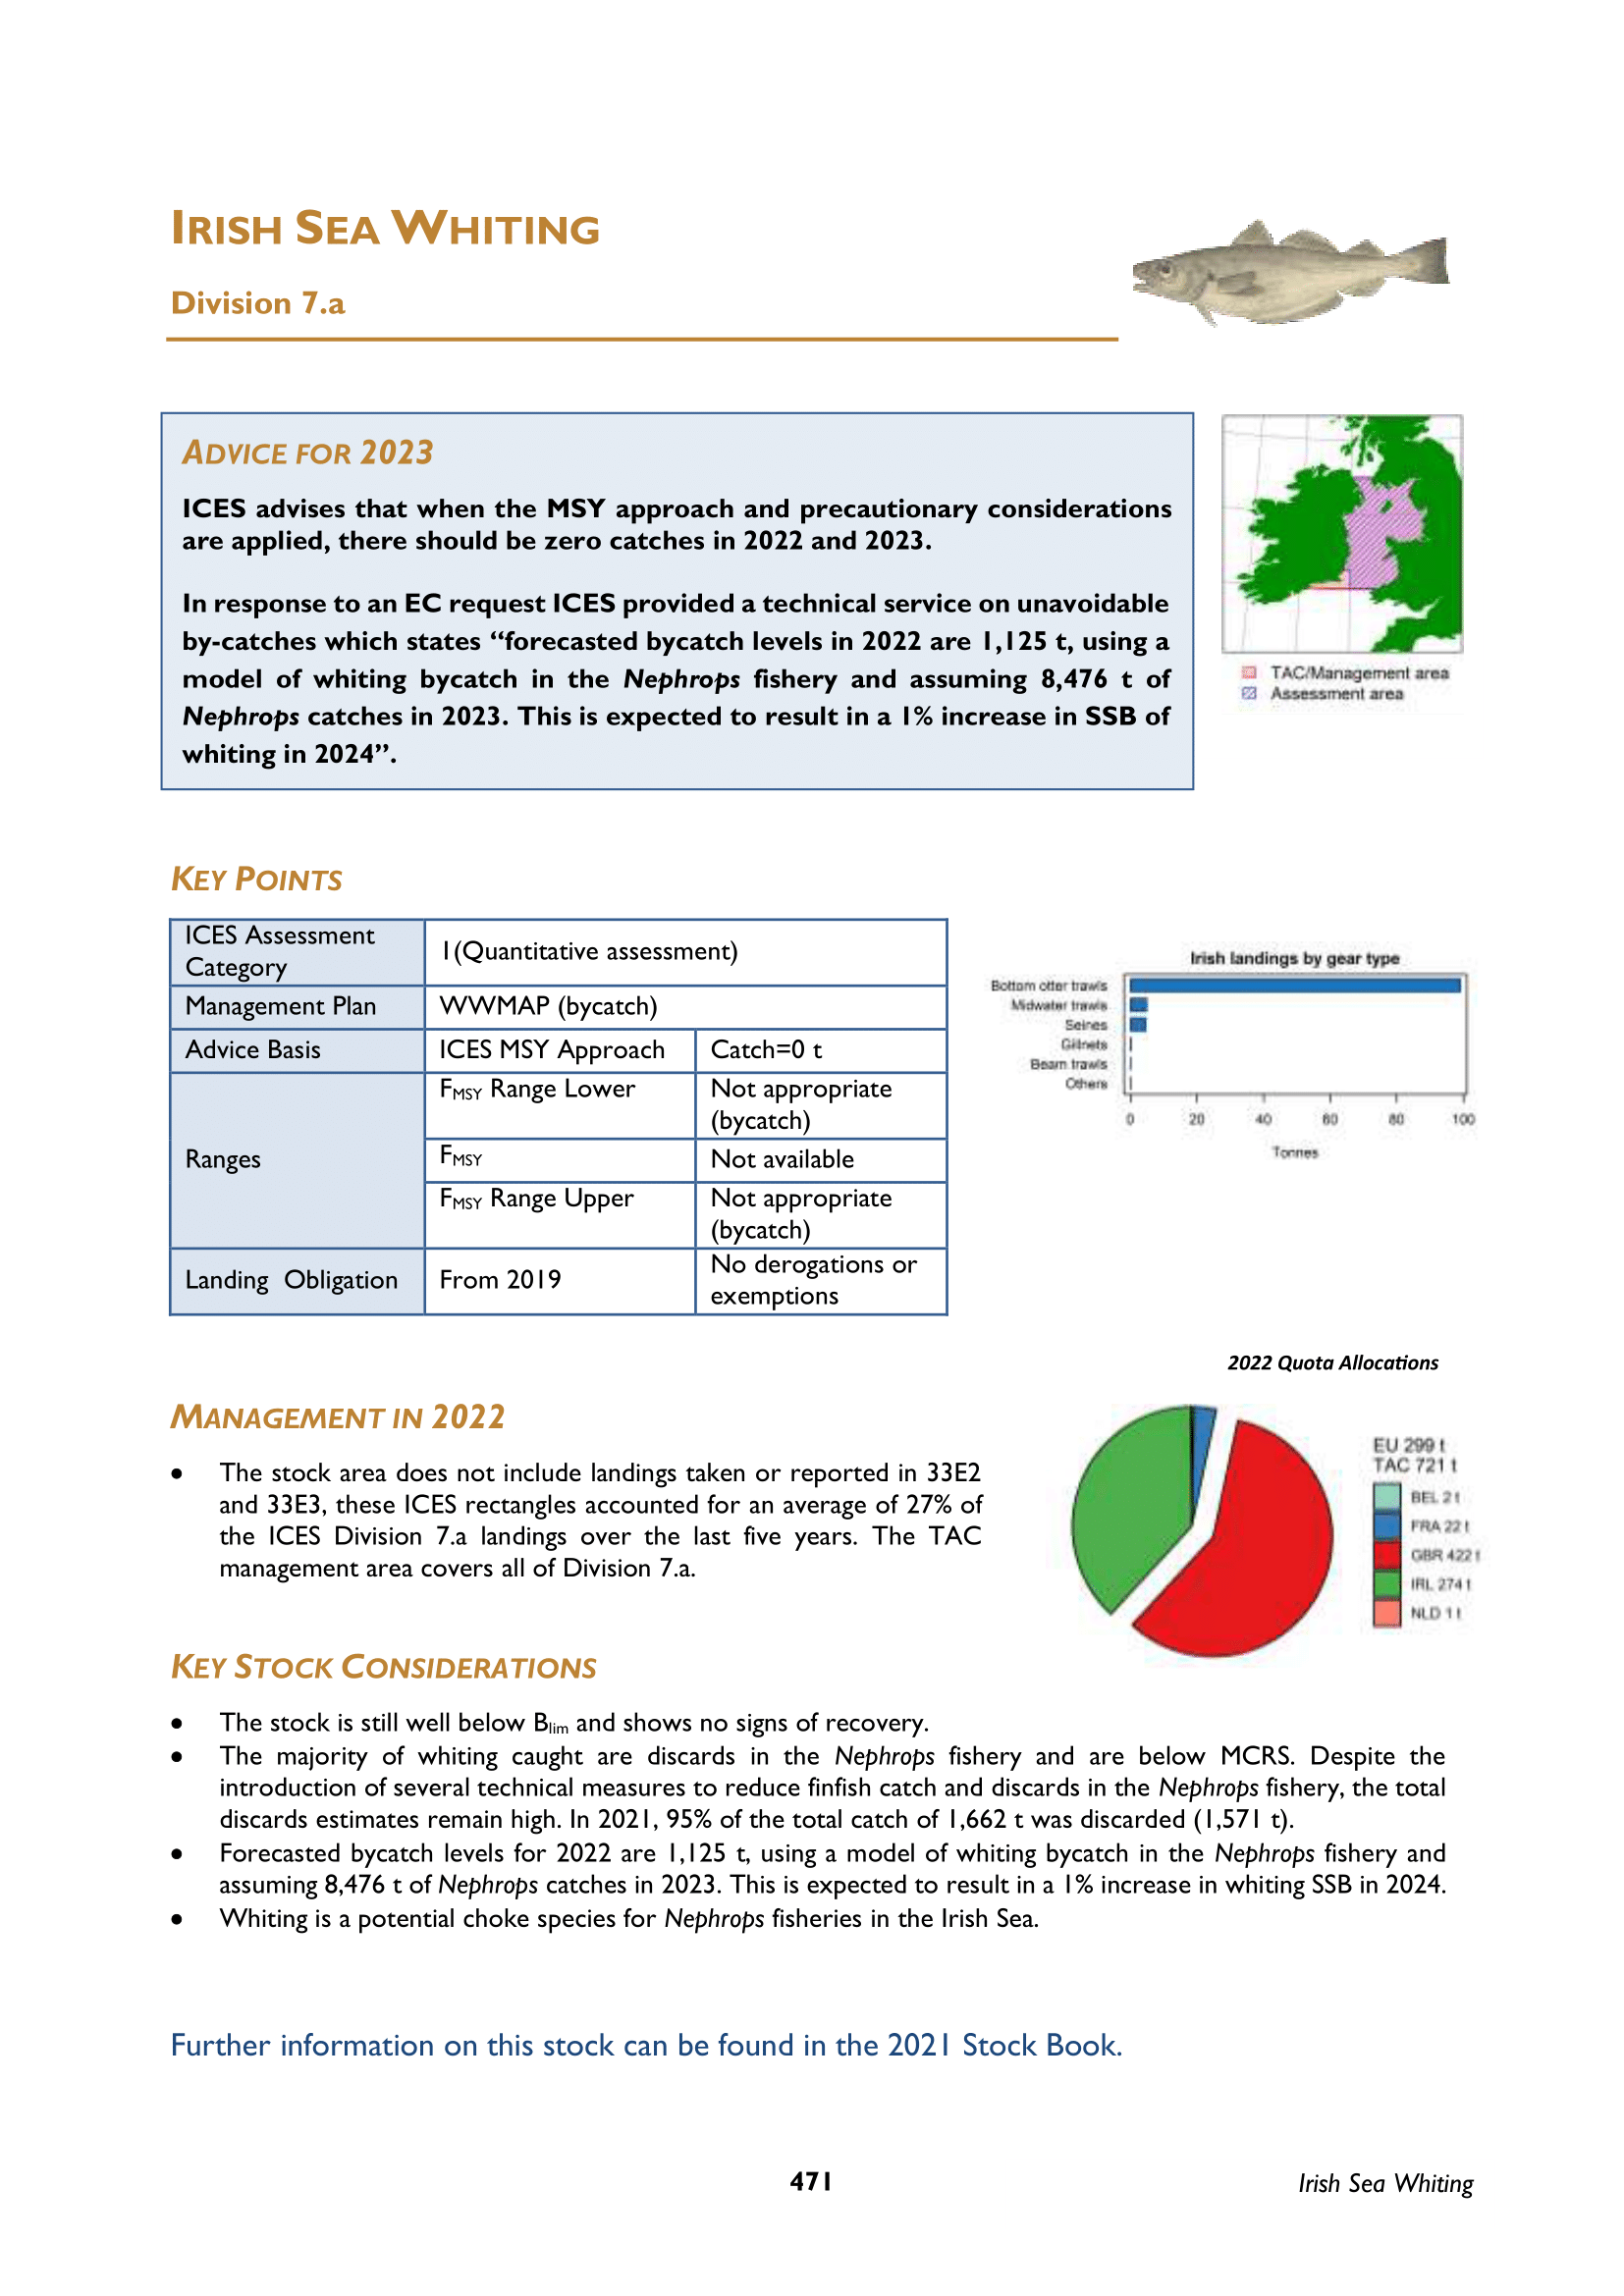 IRISH SEA WHITING
Division 7.a
ADVICE FOR 2023
ICES advises that when the MSY approach and precautionary considerations
are applied, there should be zero catches in 2022 and 2023.
In response to an EC request ICES provided a technical service on unavoidable
by-catches which states “forecasted bycatch levels in 2022 are 1,125 t, using a
model of whiting bycatch in the Nephrops fishery and assuming 8,476 t of
Nephrops catches in 2023. This is expected to result in a 1% increase in SSB of
whiting in 2024”.
TAC/Management area
Assessment area
KEY POINTS
ICES Assessment
Category
1(Quantitative assessment)
Management Plan
WWMAP (bycatch)
Advice Basis
ICES MSY Approach
Catch=0 t
Ranges
FMSY Range Lower
Not appropriate
(bycatch)
FMSY
Not available
FMSY Range Upper
Not appropriate
(bycatch)
Landing Obligation
From 2019
No derogations or
exemptions
Irish landings by gear type
Bottom otter trawls
Midwater trawls
Seines
Gillnets
Beam trawls
Others
0 20 40 60 80 100
Tonnes
2022 Quota Allocations
EU 299 t
TAC 721 t
BEL 2 t
FRA 22 t
GBR 422 t
IRL 274 t
NLD 1 t
MANAGEMENT IN 2022
• The stock area does not include landings taken or reported in 33E2
and 33E3, these ICES rectangles accounted for an average of 27% of
the ICES Division 7.a landings over the last five years. The TAC
management area covers all of Division 7.a.
KEY STOCK CONSIDERATIONS
• The stock is still well below Blim and shows no signs of recovery.
• The majority of whiting caught are discards in the Nephrops fishery and are below MCRS. Despite the
introduction of several technical measures to reduce finfish catch and discards in the Nephrops fishery, the total
discards estimates remain high. In 2021, 95% of the total catch of 1,662 t was discarded (1,571 t).
• Forecasted bycatch levels for 2022 are 1,125 t, using a model of whiting bycatch in the Nephrops fishery and
assuming 8,476 t of Nephrops catches in 2023. This is expected to result in a 1% increase in whiting SSB in 2024.
• Whiting is a potential choke species for Nephrops fisheries in the Irish Sea.
Further information on this stock can be found in the 2021 Stock Book.
471
Irish Sea Whiting